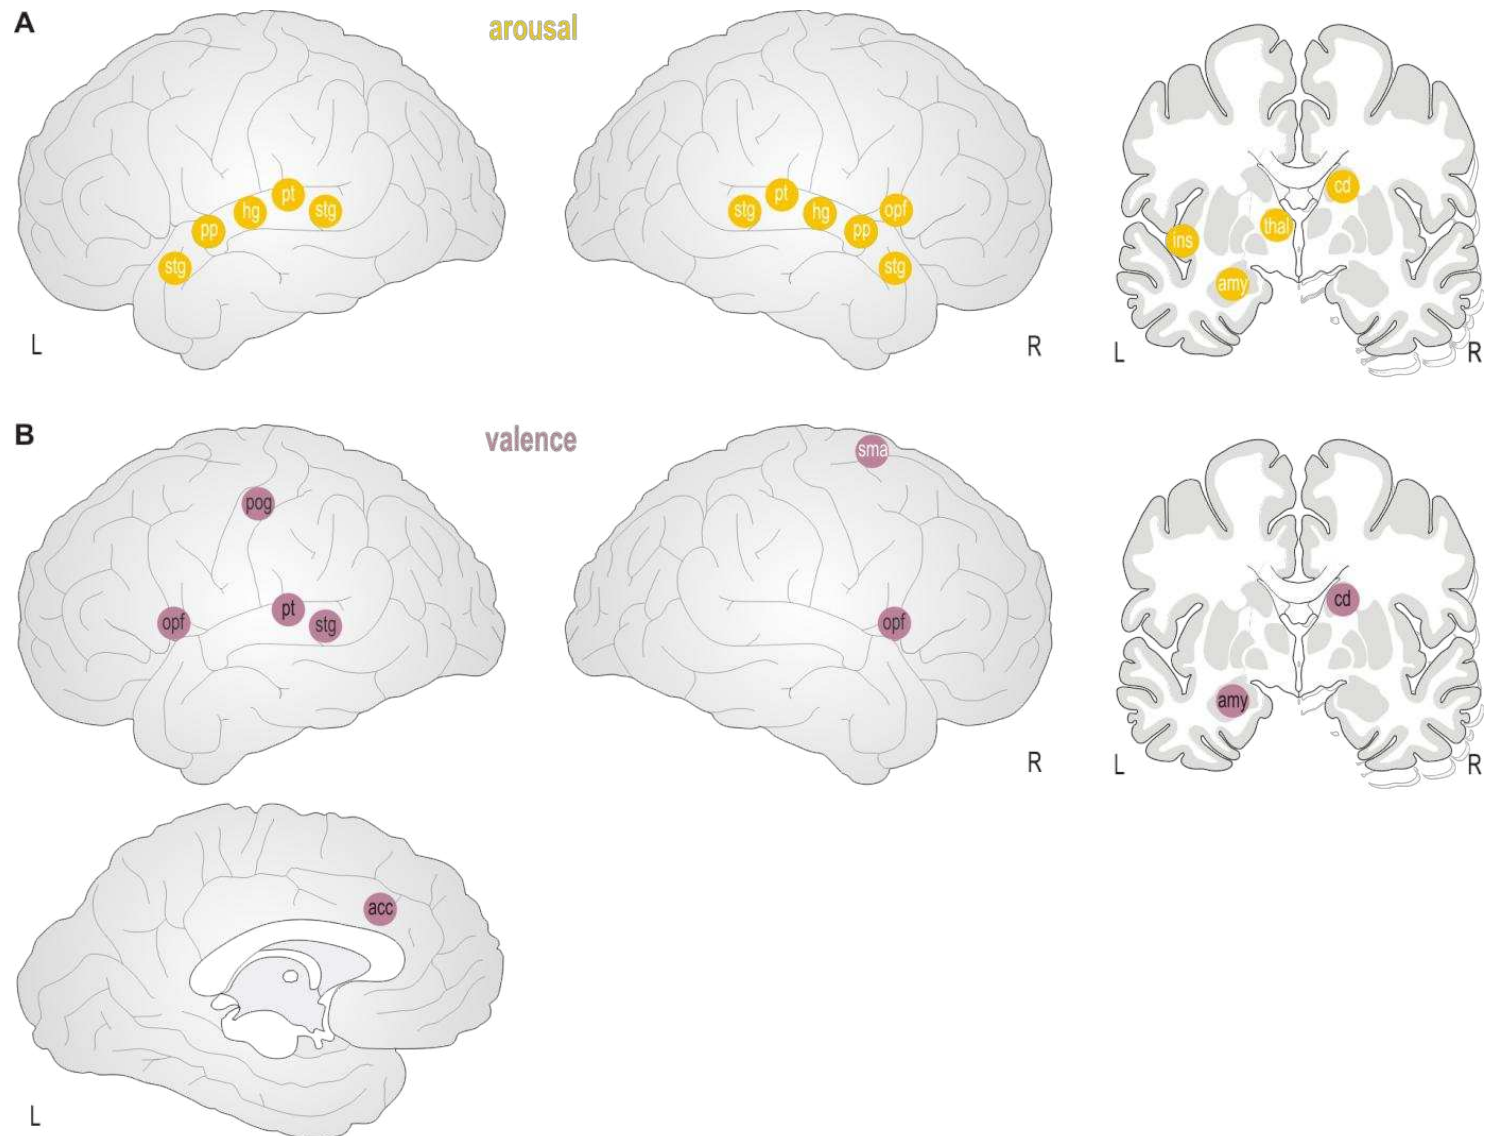 A
arousal
pt
hg
stg
pp
stg
L
pt
stg
hg
opf
pp
stg
R
cd
thal
ins
amy
L
R
B
valence
pog
opf
pt
stg
sma
opf
R
cd
amy
L
R
acc
L